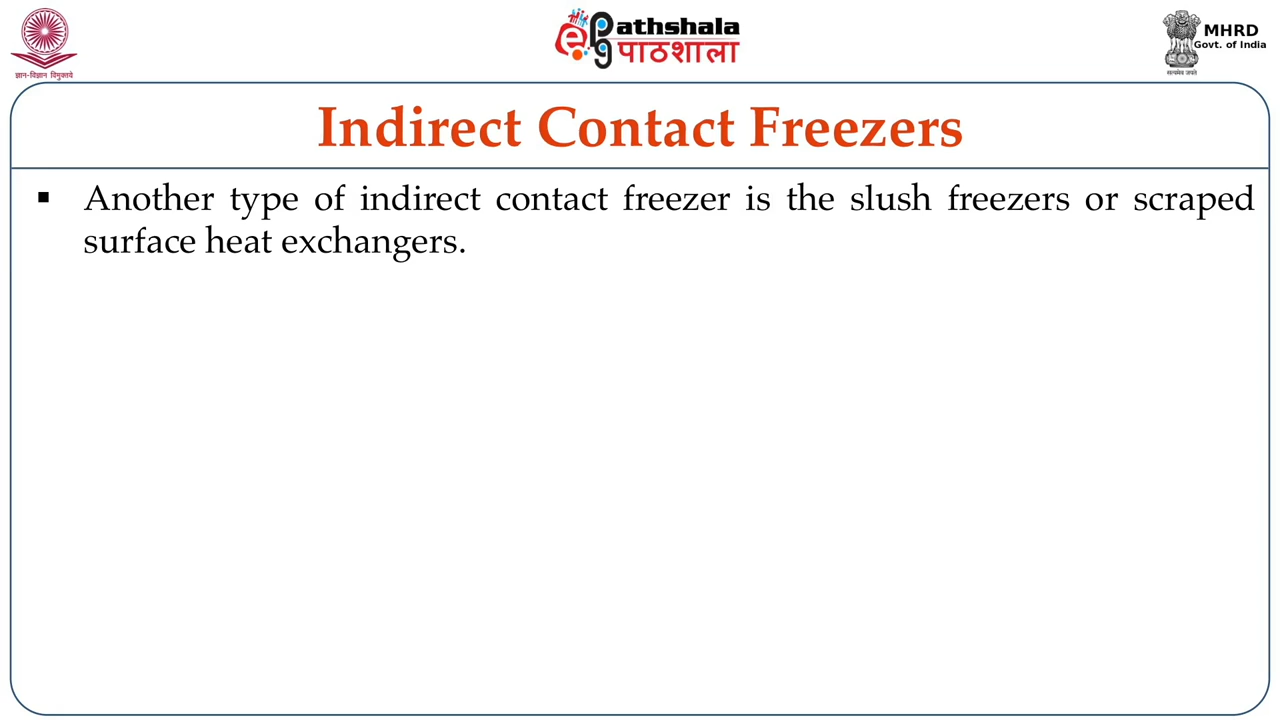 ePg Pathshala
पाठशाला
MHRD
Govt. of India
ज्ञान-विज्ञान विमुक्तये
सत्यमेव जयते
Indirect Contact Freezers
▪ Another type of indirect contact freezer is the slush freezers or scraped
surface heat exchangers.